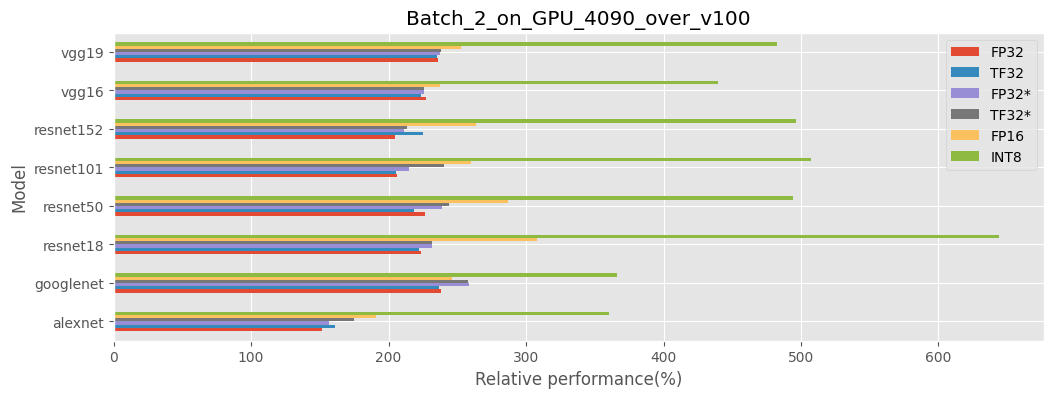 Batch_2_on_GPU_4090_over_v100
Model
vgg19
vgg16
resnet152
resnet101
resnet50
resnet18
googlenet
alexnet
0 100 200 300 400 500 600
Relative performance(%)
FP32
TF32
FP32*
TF32*
FP16
INT8